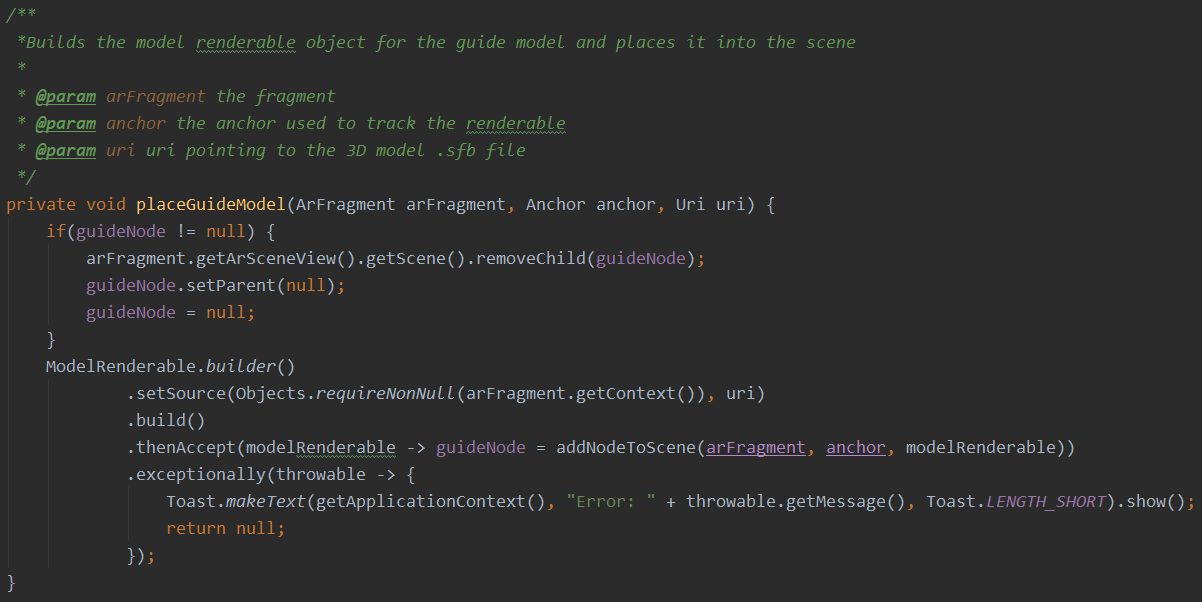 /**
 *Builds the model renderable object for the guide model and places it into the scene
 *
 * @param arFragment the fragment
 * @param anchor the anchor used to track the renderable
 * @param uri uri pointing to the 3D model .sfb file
 */
private void placeGuideModel(ArFragment arFragment, Anchor anchor, Uri uri) {
    if(guideNode != null) {
        arFragment.getArSceneView().getScene().removeChild(guideNode);
        guideNode.setParent(null);
        guideNode = null;
    }
    ModelRenderable.builder()
            .setSource(Objects.requireNonNull(arFragment.getContext()), uri)
            .build()
            .thenAccept(modelRenderable -> guideNode = addNodeToScene(arFragment, anchor, modelRenderable))
            .exceptionally(throwable -> {
                Toast.makeText(getApplicationContext(), "Error: " + throwable.getMessage(), Toast.LENGTH_SHORT).show();
                return null;
            });
}